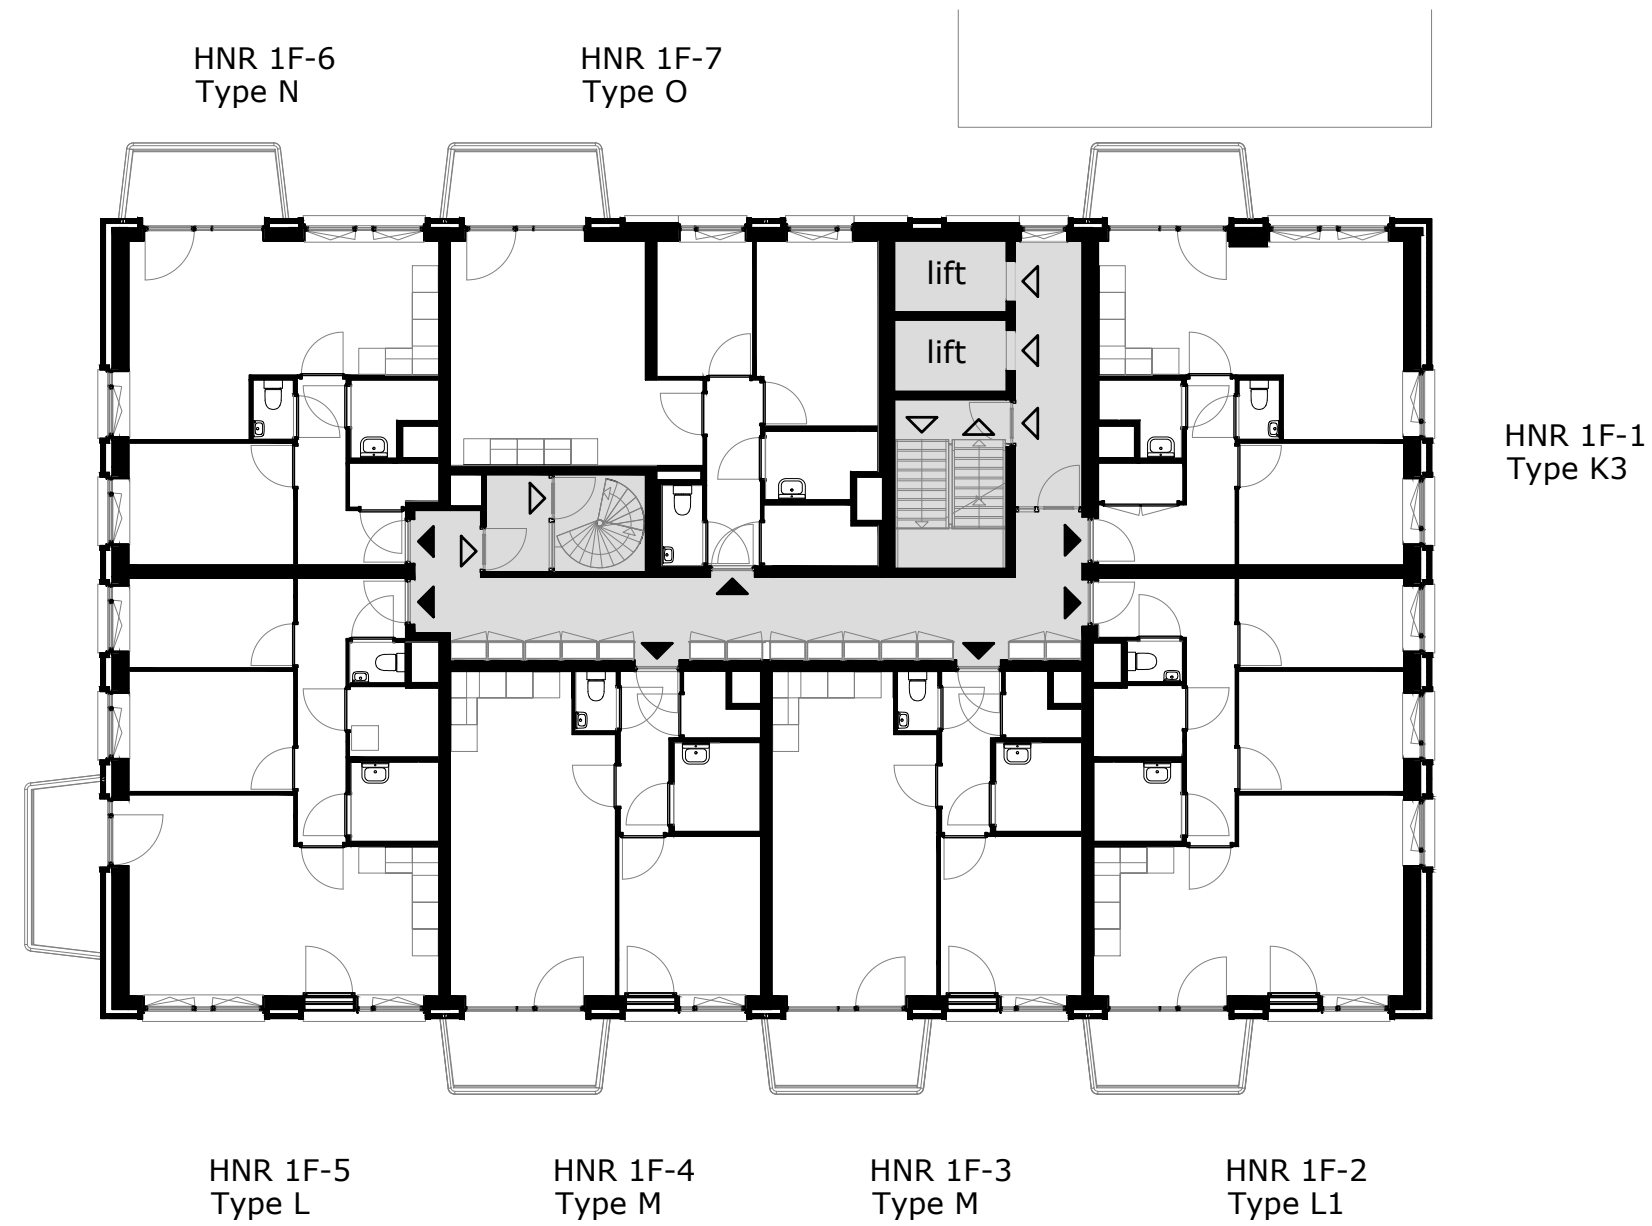 HNR 1F-6
Type N
HNR 1F-7
Type O
lift
lift
HNR 1F-1
Type K3
HNR 1F-5
Type L
HNR 1F-4
Type M
HNR 1F-3
Type M
HNR 1F-2
Type L1